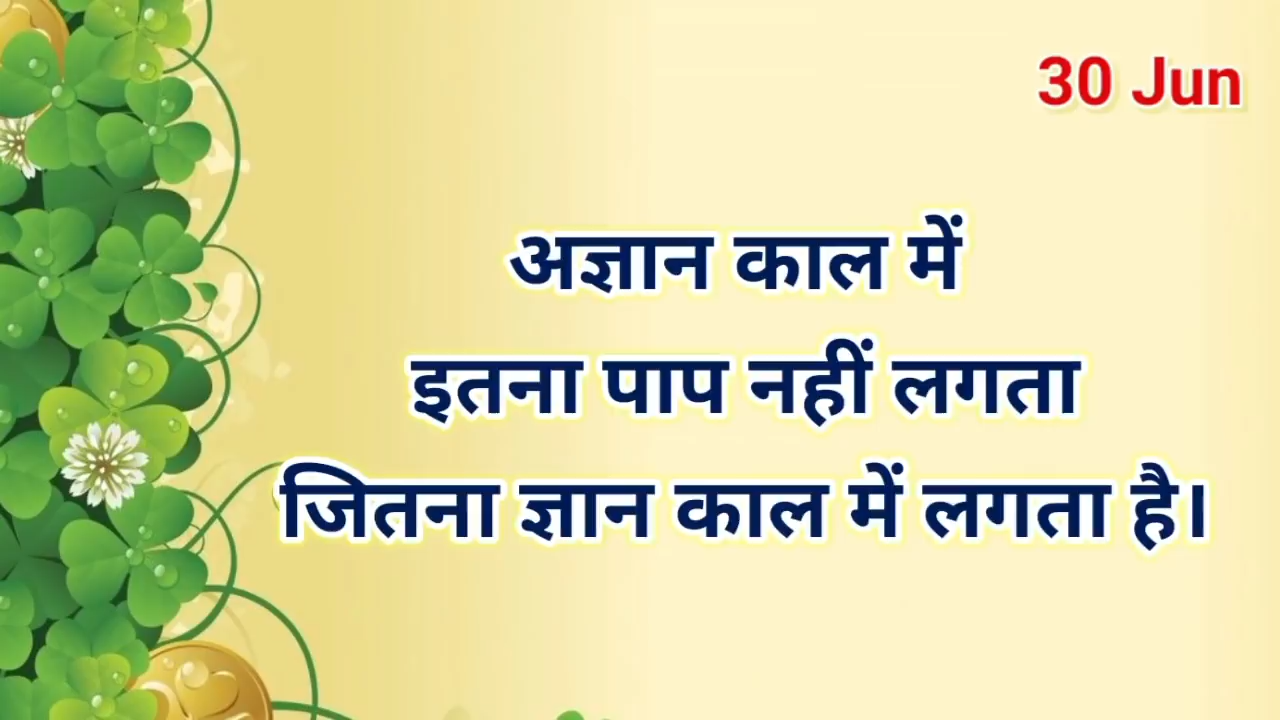 30 Jun
अज्ञान काल में
इतना पाप नहीं लगता
जितना ज्ञान काल में लगता है।